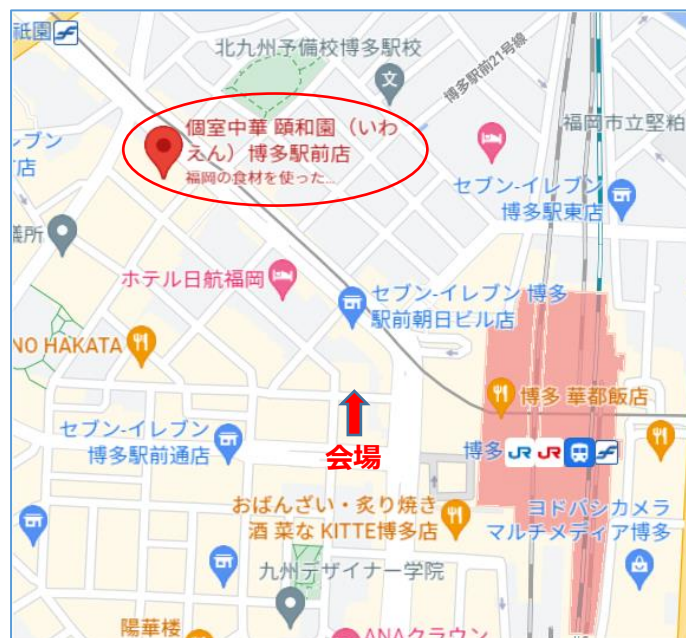 祇園
北九州予備校博多駅校
博多駅前21号線
個室中華 頤和園（いわ
えん）博多駅前店
福岡の食材を使った...
福岡市立堅粕
ブン-イレブン
店
セブン-イレブン
博多駅東店
議所
ホテル日航福岡
セブン-イレブン 博多
駅前朝日ビル店
NO HAKATA
博多 華都飯店
会場
セブン-イレブン
博多駅前通店
博多 JR JR
おばんざい・炙り焼き
酒 菜な KITTE博多店
ヨドバシカメラ
マルチメディア博多
九州デザイナー学院
陽華楼
ANAクラウン